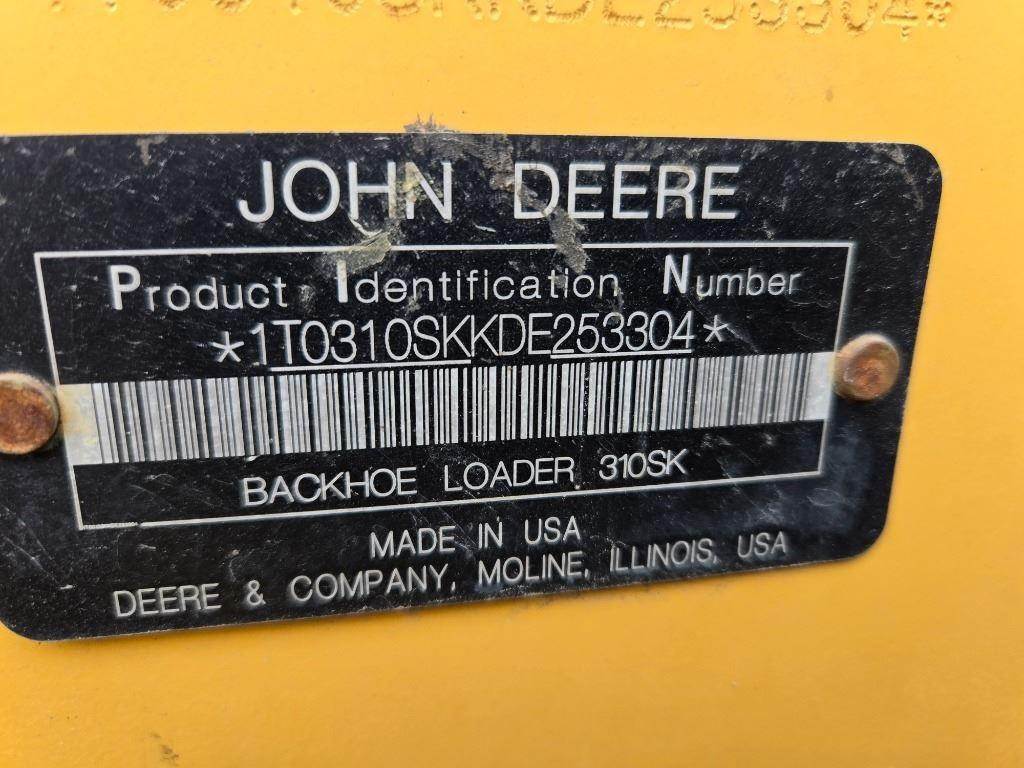 JOHN DEERE
Product Identification Number
*1T0310SKKDE253304*
BACKHOE LOADER 310SK
MADE IN USA
DEERE & COMPANY, MOLINE, ILLINOIS, USA